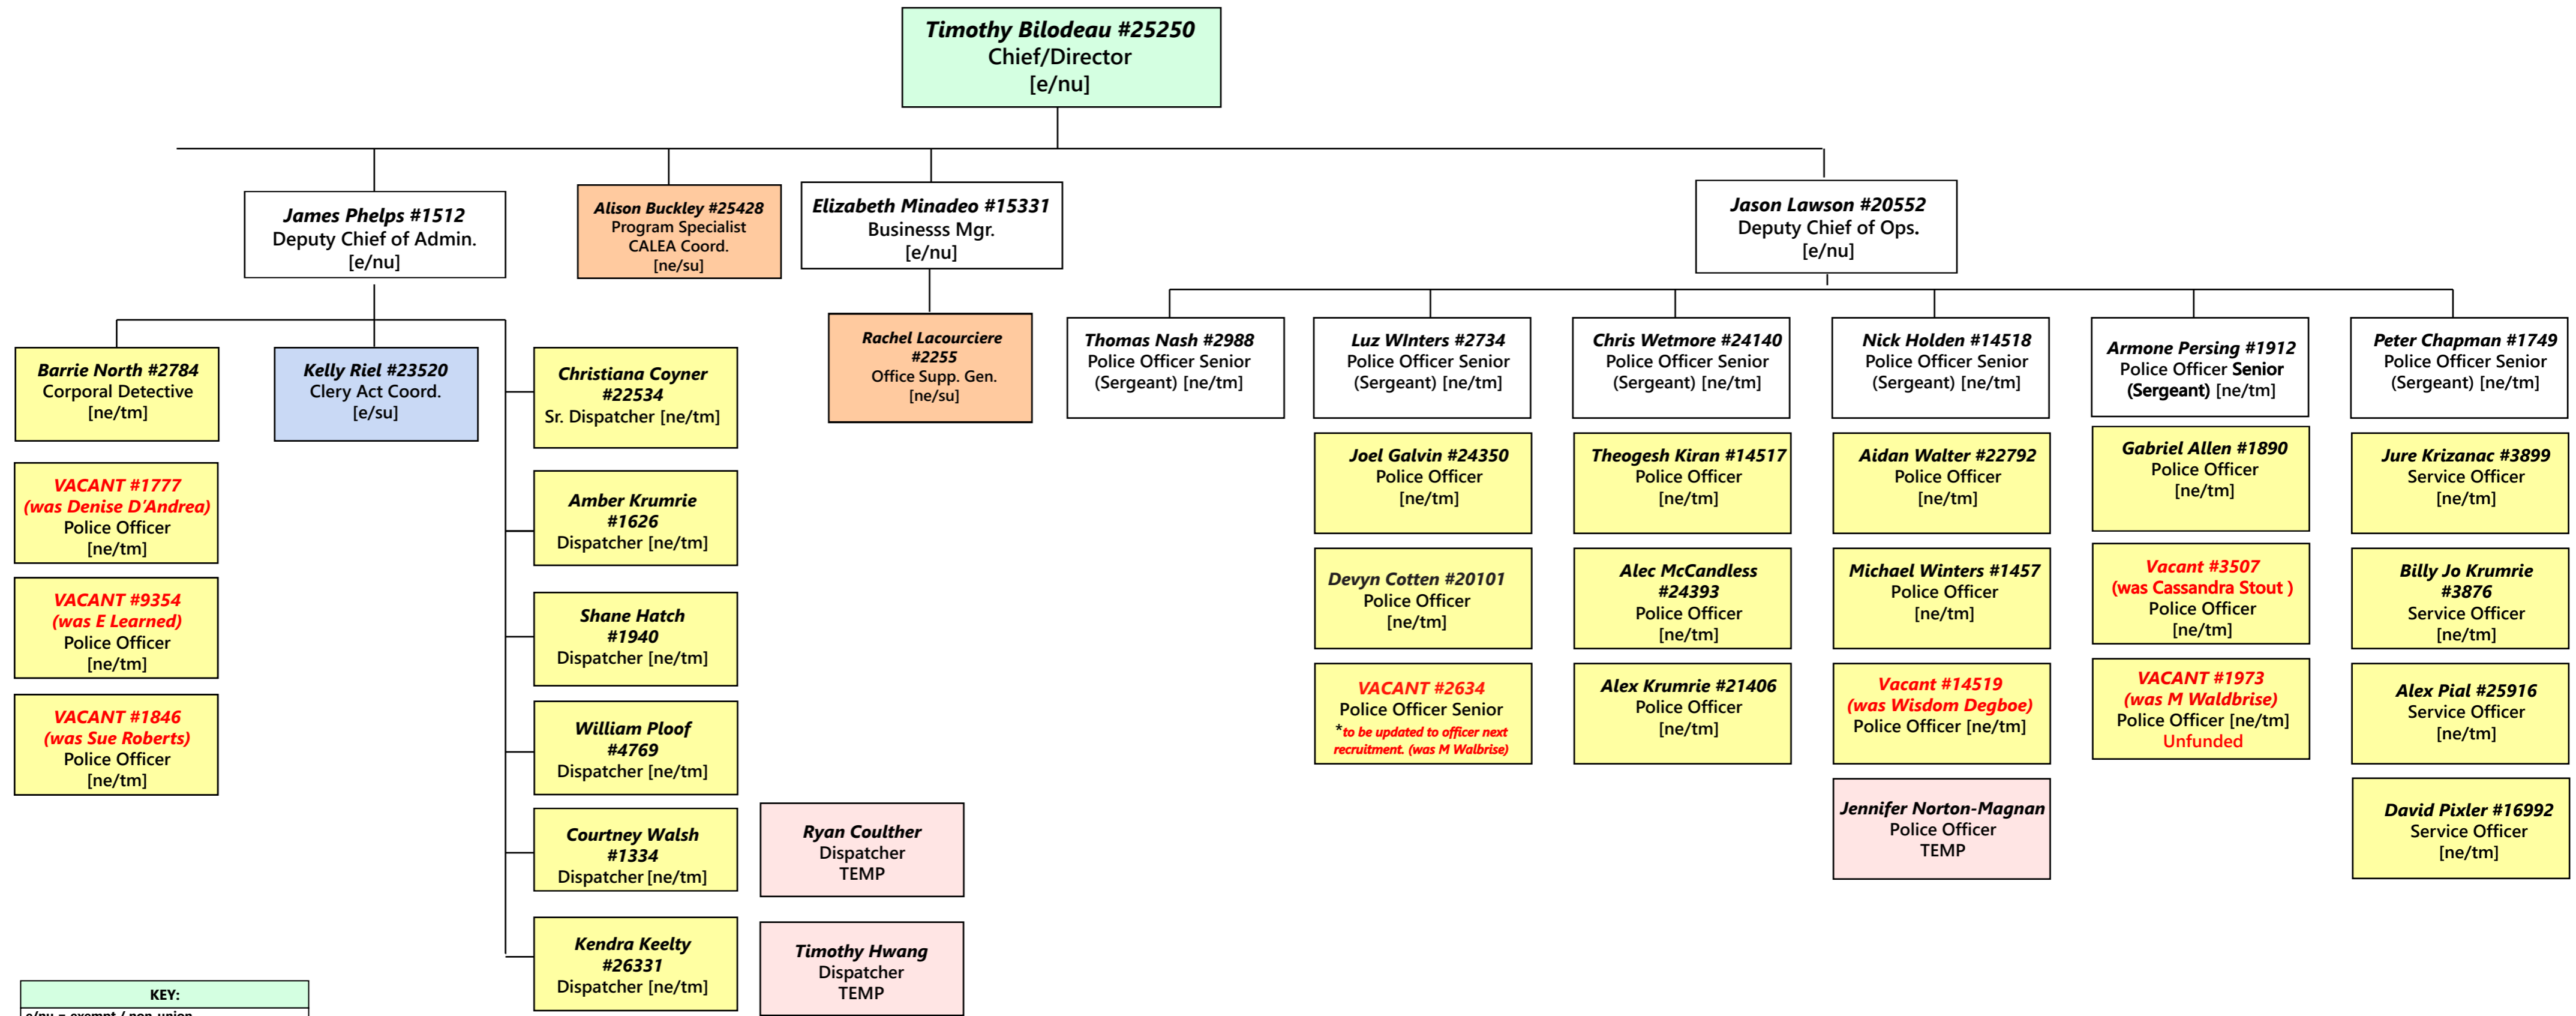 Timothy Bilodeau #25250
Chief/Director
[e/nu]
James Phelps #1512
Deputy Chief of Admin.
[e/nu]
Alison Buckley #25428
Program Specialist
CALEA Coord.
[ne/su]
Elizabeth Minadeo #15331
Businesss Mgr.
[e/nu]
Jason Lawson #20552
Deputy Chief of Ops.
[e/nu]
Barrie North #2784
Corporal Detective
[ne/tm]
VACANT #1777
(was Denise D'Andrea)
Police Officer
[ne/tm]
VACANT #9354
(was E Learned)
Police Officer
[ne/tm]
VACANT #1846
(was Sue Roberts)
Police Officer
[ne/tm]
Kelly Riel #23520
Clery Act Coord.
[e/su]
Christiana Coyner
#22534
Sr. Dispatcher [ne/tm]
Amber Krumrie
#1626
Dispatcher [ne/tm]
Shane Hatch
#1940
Dispatcher [ne/tm]
William Ploof
#4769
Dispatcher [ne/tm]
Courtney Walsh
#1334
Dispatcher [ne/tm]
Kendra Keelty
#26331
Dispatcher [ne/tm]
Ryan Coulther
Dispatcher
TEMP
Timothy Hwang
Dispatcher
TEMP
Rachel Lacourciere
#2255
Office Supp. Gen.
[ne/su]
Thomas Nash #2988
Police Officer Senior
(Sergeant) [ne/tm]
Luz WInters #2734
Police Officer Senior
(Sergeant) [ne/tm]
Joel Galvin #24350
Police Officer
[ne/tm]
Devyn Cotten #20101
Police Officer
[ne/tm]
VACANT #2634
Police Officer Senior
*to be updated to officer next
recruitment. (was M Walbrise)
Chris Wetmore #24140
Police Officer Senior
(Sergeant) [ne/tm]
Theogesh Kiran #14517
Police Officer
[ne/tm]
Alec McCandless
#24393
Police Officer
[ne/tm]
Alex Krumrie #21406
Police Officer
[ne/tm]
Nick Holden #14518
Police Officer Senior
(Sergeant) [ne/tm]
Aidan Walter #22792
Police Officer
[ne/tm]
Michael Winters #1457
Police Officer
[ne/tm]
Vacant #14519
(was Wisdom Degboe)
Police Officer [ne/tm]
Jennifer Norton-Magnan
Police Officer
TEMP
Armone Persing #1912
Police Officer Senior
(Sergeant) [ne/tm]
Gabriel Allen #1890
Police Officer
[ne/tm]
Vacant #3507
(was Cassandra Stout )
Police Officer
[ne/tm]
VACANT #1973
(was M Waldbrise)
Police Officer [ne/tm]
Unfunded
Peter Chapman #1749
Police Officer Senior
(Sergeant) [ne/tm]
Jure Krizanac #3899
Service Officer
[ne/tm]
Billy Jo Krumrie
#3876
Service Officer
[ne/tm]
Alex Pial #25916
Service Officer
[ne/tm]
David Pixler #16992
Service Officer
[ne/tm]
KEY:
e/nu = exempt / non-union